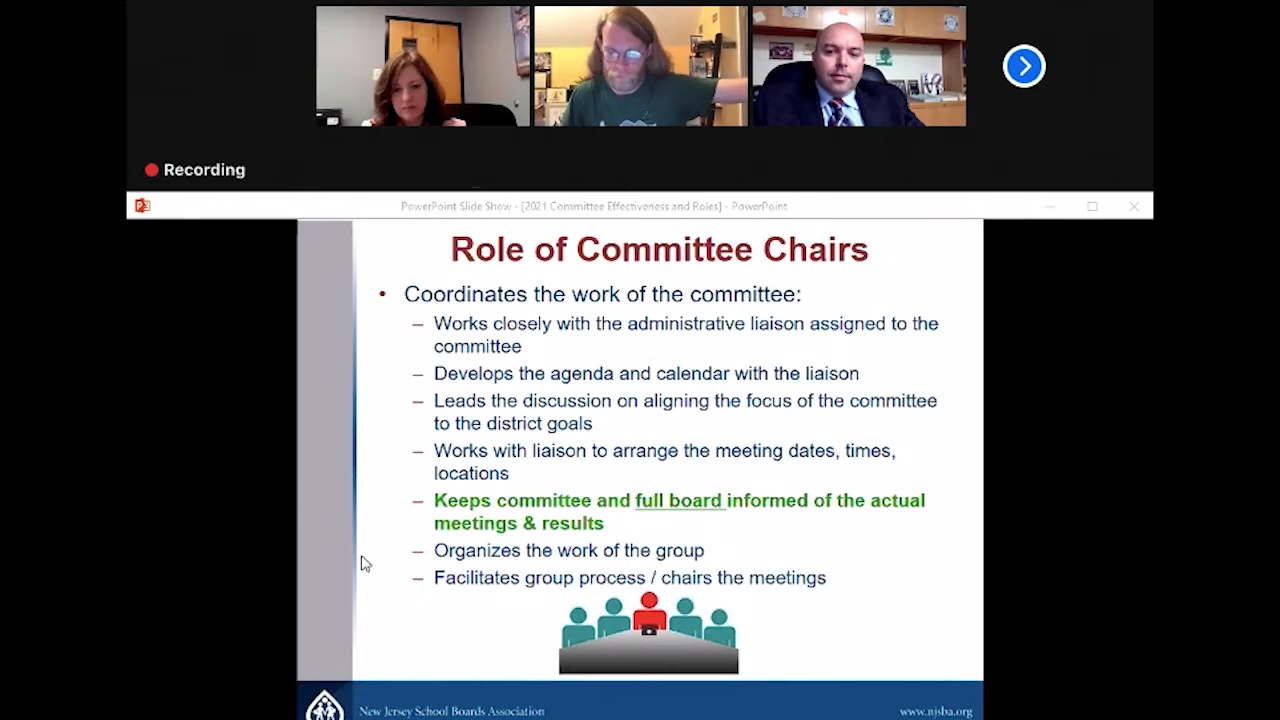 Recording
PowerPoint Slide Show - [2021 Committee Effectiveness and Roles] - PowerPoint
Role of Committee Chairs
• Coordinates the work of the committee:
– Works closely with the administrative liaison assigned to the
committee
– Develops the agenda and calendar with the liaison
– Leads the discussion on aligning the focus of the committee
to the district goals
– Works with liaison to arrange the meeting dates, times,
locations
– Keeps committee and full board informed of the actual
meetings & results
– Organizes the work of the group
– Facilitates group process / chairs the meetings
New Jersey School Boards Association
www.njsba.org